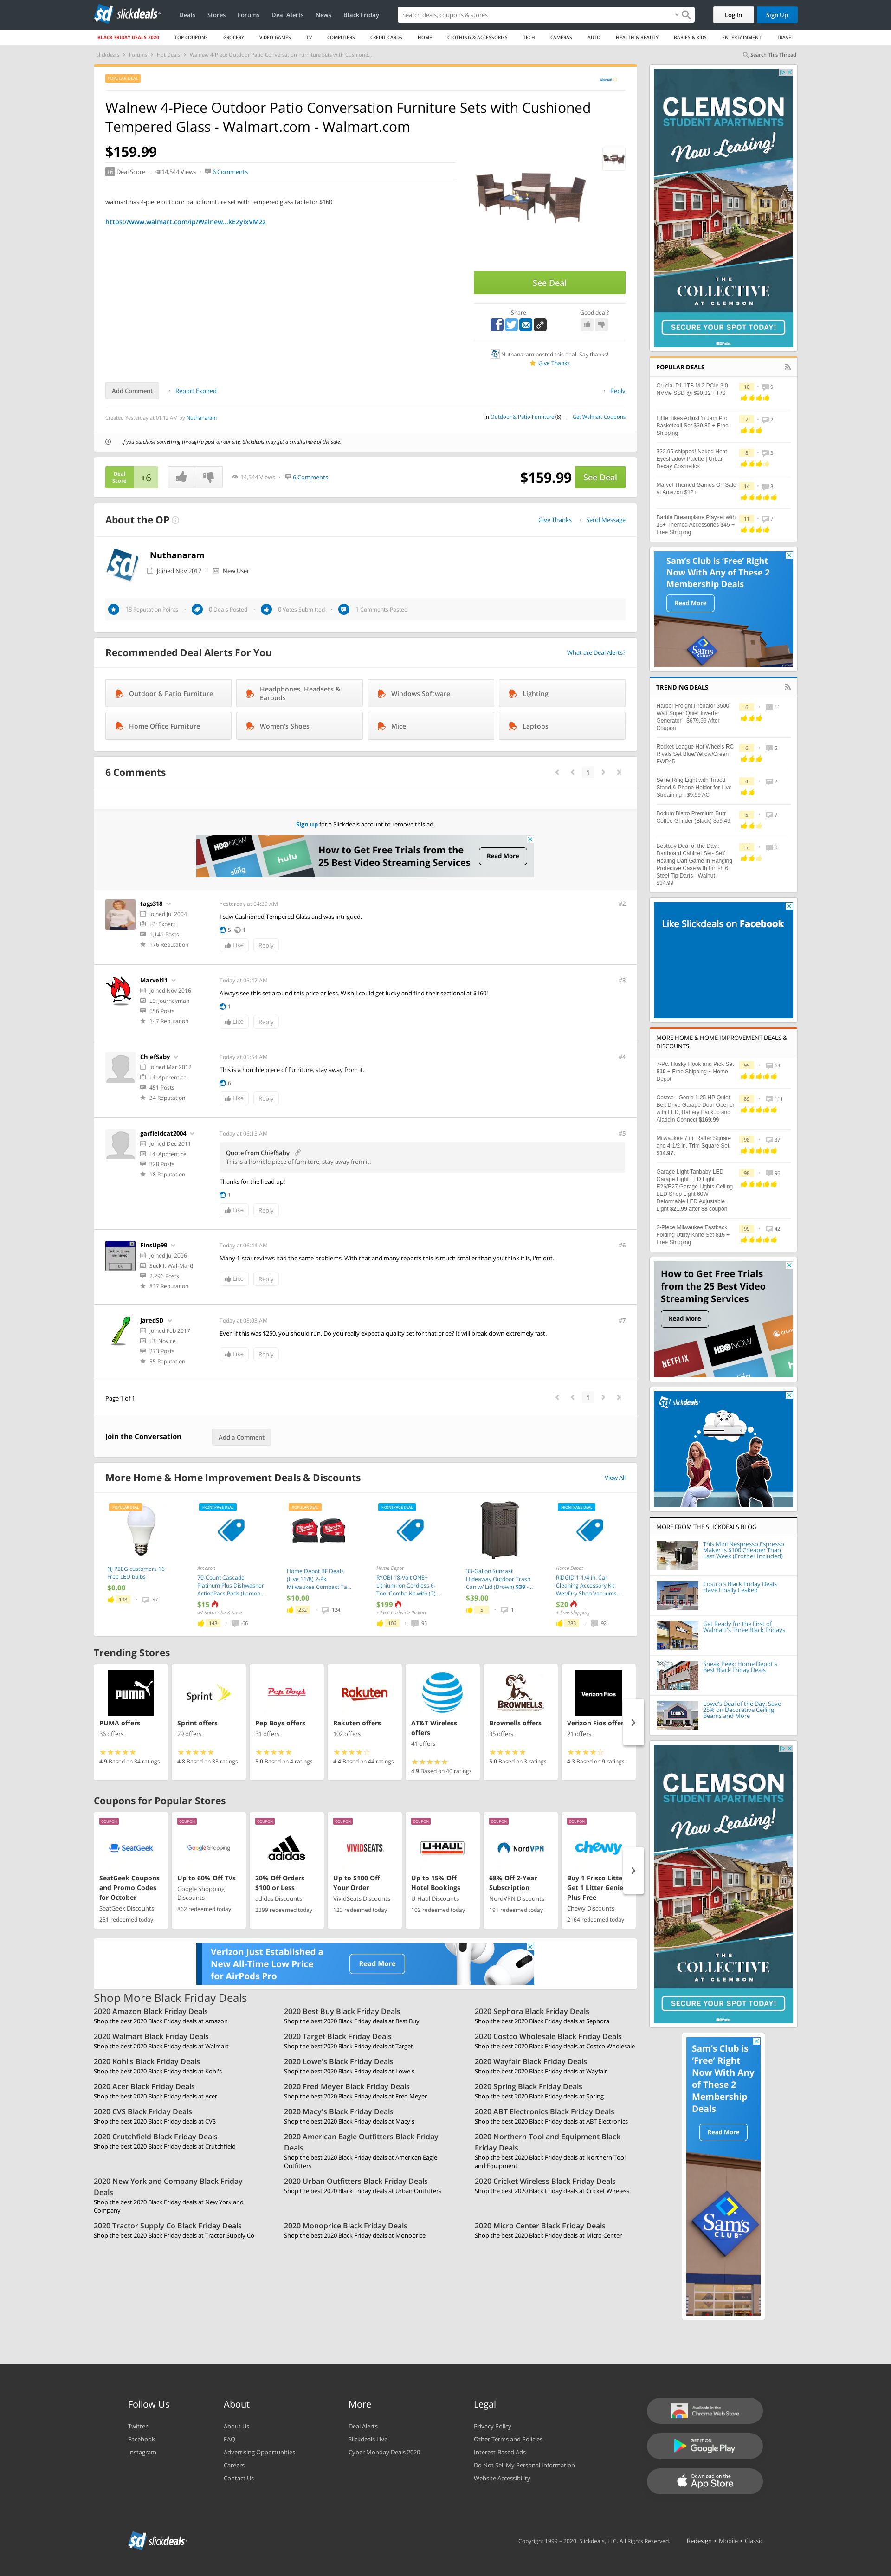 slickdeals
Deals Stores Forums Deal Alerts News Black Friday
Search deals, coupons & stores
Log In Sign Up
BLACK FRIDAY DEALS 2020 TOP COUPONS GROCERY VIDEO GAMES TV COMPUTERS CREDIT CARDS HOME CLOTHING & ACCESSORIES TECH CAMERAS AUTO HEALTH & BEAUTY BABIES & KIDS ENTERTAINMENT TRAVEL
Slickdeals > Forums > Hot Deals > Walnew 4-Piece Outdoor Patio Conversation Furniture Sets with Cushione...
Search This Thread
POPULAR DEAL
Walmart
Walnew 4-Piece Outdoor Patio Conversation Furniture Sets with Cushioned
Tempered Glass - Walmart.com - Walmart.com
$159.99
+6 Deal Score 14,544 Views 6 Comments
walmart has 4-piece outdoor patio furniture set with tempered glass table for $160
https://www.walmart.com/ip/Walnew...kE2yixVM2z
See Deal
Share Good deal?
Nuthanaram posted this deal. Say thanks!
Give Thanks
Add Comment Report Expired Reply
Created Yesterday at 01:12 AM by Nuthanaram
in Outdoor & Patio Furniture (8) Get Walmart Coupons
If you purchase something through a post on our site, Slickdeals may get a small share of the sale.
Deal
Score
+6
14,544 Views 6 Comments
$159.99 See Deal
About the OP
Give Thanks Send Message
Nuthanaram
Joined Nov 2017 New User
18 Reputation Points 0 Deals Posted 0 Votes Submitted 1 Comments Posted
Recommended Deal Alerts For You
What are Deal Alerts?
Outdoor & Patio Furniture
Headphones, Headsets &
Earbuds
Windows Software
Lighting
Home Office Furniture
Women's Shoes
Mice
Laptops
6 Comments
1
Sign up for a Slickdeals account to remove this ad.
HBO NOW
sling
hulu
How to Get Free Trials from the
25 Best Video Streaming Services
Read More
tags318
Joined Jul 2004
L6: Expert
1,141 Posts
176 Reputation
Yesterday at 04:39 AM
#2
I saw Cushioned Tempered Glass and was intrigued.
5 1
Like Reply
Marvel11
Joined Nov 2016
L5: Journeyman
556 Posts
347 Reputation
Today at 05:47 AM
#3
Always see this set around this price or less. Wish I could get lucky and find their sectional at $160!
1
Like Reply
ChiefSaby
Joined Mar 2012
L4: Apprentice
451 Posts
34 Reputation
Today at 05:54 AM
#4
This is a horrible piece of furniture, stay away from it.
6
Like Reply
garfieldcat2004
Joined Dec 2011
L4: Apprentice
328 Posts
18 Reputation
Today at 06:13 AM
#5
Quote from ChiefSaby
This is a horrible piece of furniture, stay away from it.
Thanks for the head up!
1
Like Reply
FinsUp99
Joined Jul 2006
Suck It Wal-Mart!
2,296 Posts
837 Reputation
Today at 06:44 AM
#6
Many 1-star reviews had the same problems. With that and many reports this is much smaller than you think it is, I'm out.
Like Reply
JaredSD
Joined Feb 2017
L3: Novice
273 Posts
55 Reputation
Today at 08:03 AM
#7
Even if this was $250, you should run. Do you really expect a quality set for that price? It will break down extremely fast.
Like Reply
Page 1 of 1
1
Join the Conversation
Add a Comment
More Home & Home Improvement Deals & Discounts
View All
POPULAR DEAL
NJ PSEG customers 16
Free LED bulbs
$0.00
138 57
FRONTPAGE DEAL
Amazon
70-Count Cascade
Platinum Plus Dishwasher
ActionPacs Pods (Lemon...
$15
w/ Subscribe & Save
148 66
POPULAR DEAL
Home Depot BF Deals
(Live 11/8) 2-Pk
Milwaukee Compact Ta...
$10.00
232 124
FRONTPAGE DEAL
Home Depot
RYOBI 18-Volt ONE+
Lithium-Ion Cordless 6-
Tool Combo Kit with (2)...
$199
+ Free Curbside Pickup
106 95
33-Gallon Suncast
Hideaway Outdoor Trash
Can w/ Lid (Brown) $39 -...
$39.00
5 1
FRONTPAGE DEAL
Home Depot
RIDGID 1-1/4 in. Car
Cleaning Accessory Kit
Wet/Dry Shop Vacuums...
$20
+ Free Shipping
283 92
Trending Stores
PUMA
PUMA offers
36 offers
4.9 Based on 34 ratings
Sprint
Sprint offers
29 offers
4.8 Based on 33 ratings
Pep Boys
Pep Boys offers
31 offers
5.0 Based on 4 ratings
Rakuten
Rakuten offers
102 offers
4.4 Based on 44 ratings
AT&T Wireless
offers
41 offers
4.9 Based on 40 ratings
BROWNELLS
Brownells offers
35 offers
5.0 Based on 3 ratings
Verizon Fios
Verizon Fios offer
21 offers
4.3 Based on 9 ratings
Coupons for Popular Stores
COUPON
SeatGeek
SeatGeek Coupons
and Promo Codes
for October
SeatGeek Discounts
251 redeemed today
COUPON
Google Shopping
Up to 60% Off TVs
Google Shopping
Discounts
862 redeemed today
COUPON
adidas
20% Off Orders
$100 or Less
adidas Discounts
2399 redeemed today
COUPON
VIVIDSEATS
Up to $100 Off
Your Order
VividSeats Discounts
123 redeemed today
COUPON
U-HAUL
Up to 15% Off
Hotel Bookings
U-Haul Discounts
102 redeemed today
COUPON
NordVPN
68% Off 2-Year
Subscription
NordVPN Discounts
191 redeemed today
COUPON
chewy
Buy 1 Frisco Litter
Get 1 Litter Genie
Plus Free
Chewy Discounts
2164 redeemed today
Verizon Just Established a
New All-Time Low Price
for AirPods Pro
Read More
Shop More Black Friday Deals
2020 Amazon Black Friday Deals
Shop the best 2020 Black Friday deals at Amazon
2020 Best Buy Black Friday Deals
Shop the best 2020 Black Friday deals at Best Buy
2020 Sephora Black Friday Deals
Shop the best 2020 Black Friday deals at Sephora
2020 Walmart Black Friday Deals
Shop the best 2020 Black Friday deals at Walmart
2020 Target Black Friday Deals
Shop the best 2020 Black Friday deals at Target
2020 Costco Wholesale Black Friday Deals
Shop the best 2020 Black Friday deals at Costco Wholesale
2020 Kohl's Black Friday Deals
Shop the best 2020 Black Friday deals at Kohl's
2020 Lowe's Black Friday Deals
Shop the best 2020 Black Friday deals at Lowe's
2020 Wayfair Black Friday Deals
Shop the best 2020 Black Friday deals at Wayfair
2020 Acer Black Friday Deals
Shop the best 2020 Black Friday deals at Acer
2020 Fred Meyer Black Friday Deals
Shop the best 2020 Black Friday deals at Fred Meyer
2020 Spring Black Friday Deals
Shop the best 2020 Black Friday deals at Spring
2020 CVS Black Friday Deals
Shop the best 2020 Black Friday deals at CVS
2020 Macy's Black Friday Deals
Shop the best 2020 Black Friday deals at Macy's
2020 ABT Electronics Black Friday Deals
Shop the best 2020 Black Friday deals at ABT Electronics
2020 Crutchfield Black Friday Deals
Shop the best 2020 Black Friday deals at Crutchfield
2020 American Eagle Outfitters Black Friday
Deals
Shop the best 2020 Black Friday deals at American Eagle
Outfitters
2020 Northern Tool and Equipment Black
Friday Deals
Shop the best 2020 Black Friday deals at Northern Tool
and Equipment
2020 New York and Company Black Friday
Deals
Shop the best 2020 Black Friday deals at New York and
Company
2020 Urban Outfitters Black Friday Deals
Shop the best 2020 Black Friday deals at Urban Outfitters
2020 Cricket Wireless Black Friday Deals
Shop the best 2020 Black Friday deals at Cricket Wireless
2020 Tractor Supply Co Black Friday Deals
Shop the best 2020 Black Friday deals at Tractor Supply Co
2020 Monoprice Black Friday Deals
Shop the best 2020 Black Friday deals at Monoprice
2020 Micro Center Black Friday Deals
Shop the best 2020 Black Friday deals at Micro Center
CLEMSON
STUDENT APARTMENTS
Now Leasing!
THE
COLLECTIVE
AT CLEMSON
SECURE YOUR SPOT TODAY!
POPULAR DEALS
Crucial P1 1TB M.2 PCIe 3.0
NVMe SSD @ $90.32 + F/S
10 9
Little Tikes Adjust 'n Jam Pro
Basketball Set $39.85 + Free
Shipping
7 2
$22.95 shipped! Naked Heat
Eyeshadow Palette | Urban
Decay Cosmetics
8 3
Marvel Themed Games On Sale
at Amazon $12+
14 8
Barbie Dreamplane Playset with
15+ Themed Accessories $45 +
Free Shipping
11 7
Sam's Club is 'Free' Right
Now With Any of These 2
Membership Deals
Read More
Sam's
TRENDING DEALS
Harbor Freight Predator 3500
Watt Super Quiet Inverter
Generator - $679.99 After
Coupon
6 11
Rocket League Hot Wheels RC
Rivals Set Blue/Yellow/Green
FWP45
6 5
Selfie Ring Light with Tripod
Stand & Phone Holder for Live
Streaming - $9.99 AC
4 2
Bodum Bistro Premium Burr
Coffee Grinder (Black) $59.49
5 7
Bestbuy Deal of the Day :
Dartboard Cabinet Set- Self
Healing Dart Game in Hanging
Protective Case with Finish 6
Steel Tip Darts - Walnut -
$34.99
5 0
Like Slickdeals on Facebook
MORE HOME & HOME IMPROVEMENT DEALS &
DISCOUNTS
7-Pc. Husky Hook and Pick Set
$10 + Free Shipping ~ Home
Depot
99 63
Costco - Genie 1.25 HP Quiet
Belt Drive Garage Door Opener
with LED, Battery Backup and
Aladdin Connect $169.99
89 111
Milwaukee 7 in. Rafter Square
and 4-1/2 in. Trim Square Set
$14.97.
98 37
Garage Light Tanbaby LED
Garage Light LED Light
E26/E27 Garage Lights Ceiling
LED Shop Light 60W
Deformable LED Adjustable
Light $21.99 after $8 coupon
98 96
2-Piece Milwaukee Fastback
Folding Utility Knife Set $15 +
Free Shipping
99 42
How to Get Free Trials
from the 25 Best Video
Streaming Services
Read More
NETFLIX
HBO NOW
hulu
slickdeals
MORE FROM THE SLICKDEALS BLOG
This Mini Nespresso Espresso
Maker is $100 Cheaper Than
Last Week (Frother Included)
Costco's Black Friday Deals
Have Finally Leaked
Get Ready for the First of
Walmart's Three Black Fridays
Sneak Peek: Home Depot's
Best Black Friday Deals
Lowe's Deal of the Day: Save
25% on Decorative Ceiling
Beams and More
CLEMSON
STUDENT APARTMENTS
Now Leasing!
THE
COLLECTIVE
AT CLEMSON
SECURE YOUR SPOT TODAY!
Sam's Club is
'Free' Right
Now With Any
of These 2
Membership
Deals
Read More
Sam's
CLUB
Follow Us
Twitter
Facebook
Instagram
About
About Us
FAQ
Advertising Opportunities
Careers
Contact Us
More
Deal Alerts
Slickdeals Live
Cyber Monday Deals 2020
Legal
Privacy Policy
Other Terms and Policies
Interest-Based Ads
Do Not Sell My Personal Information
Website Accessibility
Available in the
Chrome Web Store
GET IT ON
Google Play
Download on the
App Store
slickdeals
Copyright 1999 - 2020. Slickdeals, LLC. All Rights Reserved. Redesign • Mobile • Classic